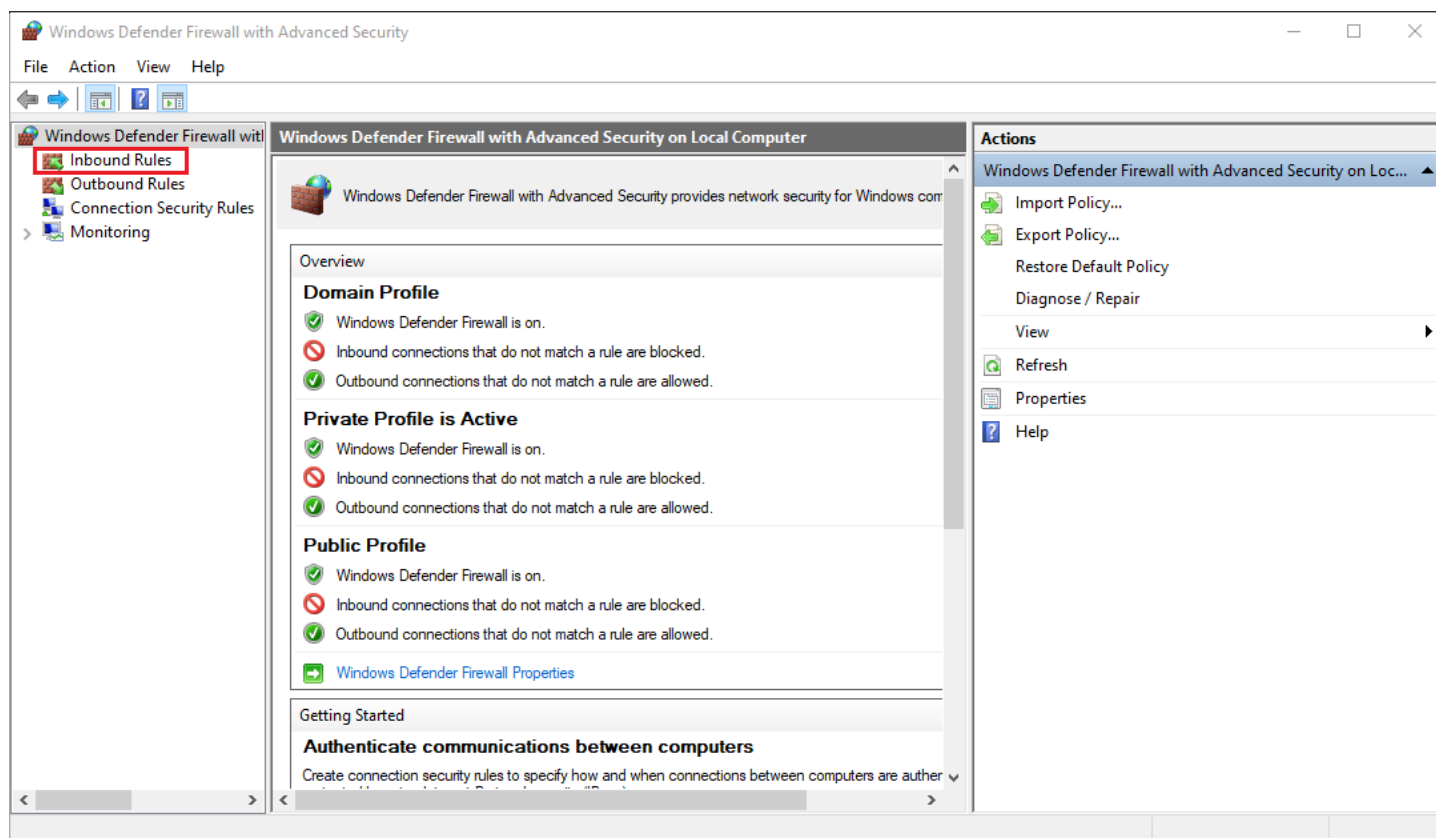 Windows Defender Firewall with Advanced Security
File Action View Help
Windows Defender Firewall with
Inbound Rules
Outbound Rules
Connection Security Rules
Monitoring
Windows Defender Firewall with Advanced Security on Local Computer
Windows Defender Firewall with Advanced Security provides network security for Windows com
Overview
Domain Profile
Windows Defender Firewall is on.
Inbound connections that do not match a rule are blocked.
Outbound connections that do not match a rule are allowed.
Private Profile is Active
Windows Defender Firewall is on.
Inbound connections that do not match a rule are blocked.
Outbound connections that do not match a rule are allowed.
Public Profile
Windows Defender Firewall is on.
Inbound connections that do not match a rule are blocked.
Outbound connections that do not match a rule are allowed.
Windows Defender Firewall Properties
Getting Started
Authenticate communications between computers
Create connection security rules to specify how and when connections between computers are auther
Actions
Windows Defender Firewall with Advanced Security on Loc...
Import Policy...
Export Policy...
Restore Default Policy
Diagnose / Repair
View
Refresh
Properties
Help